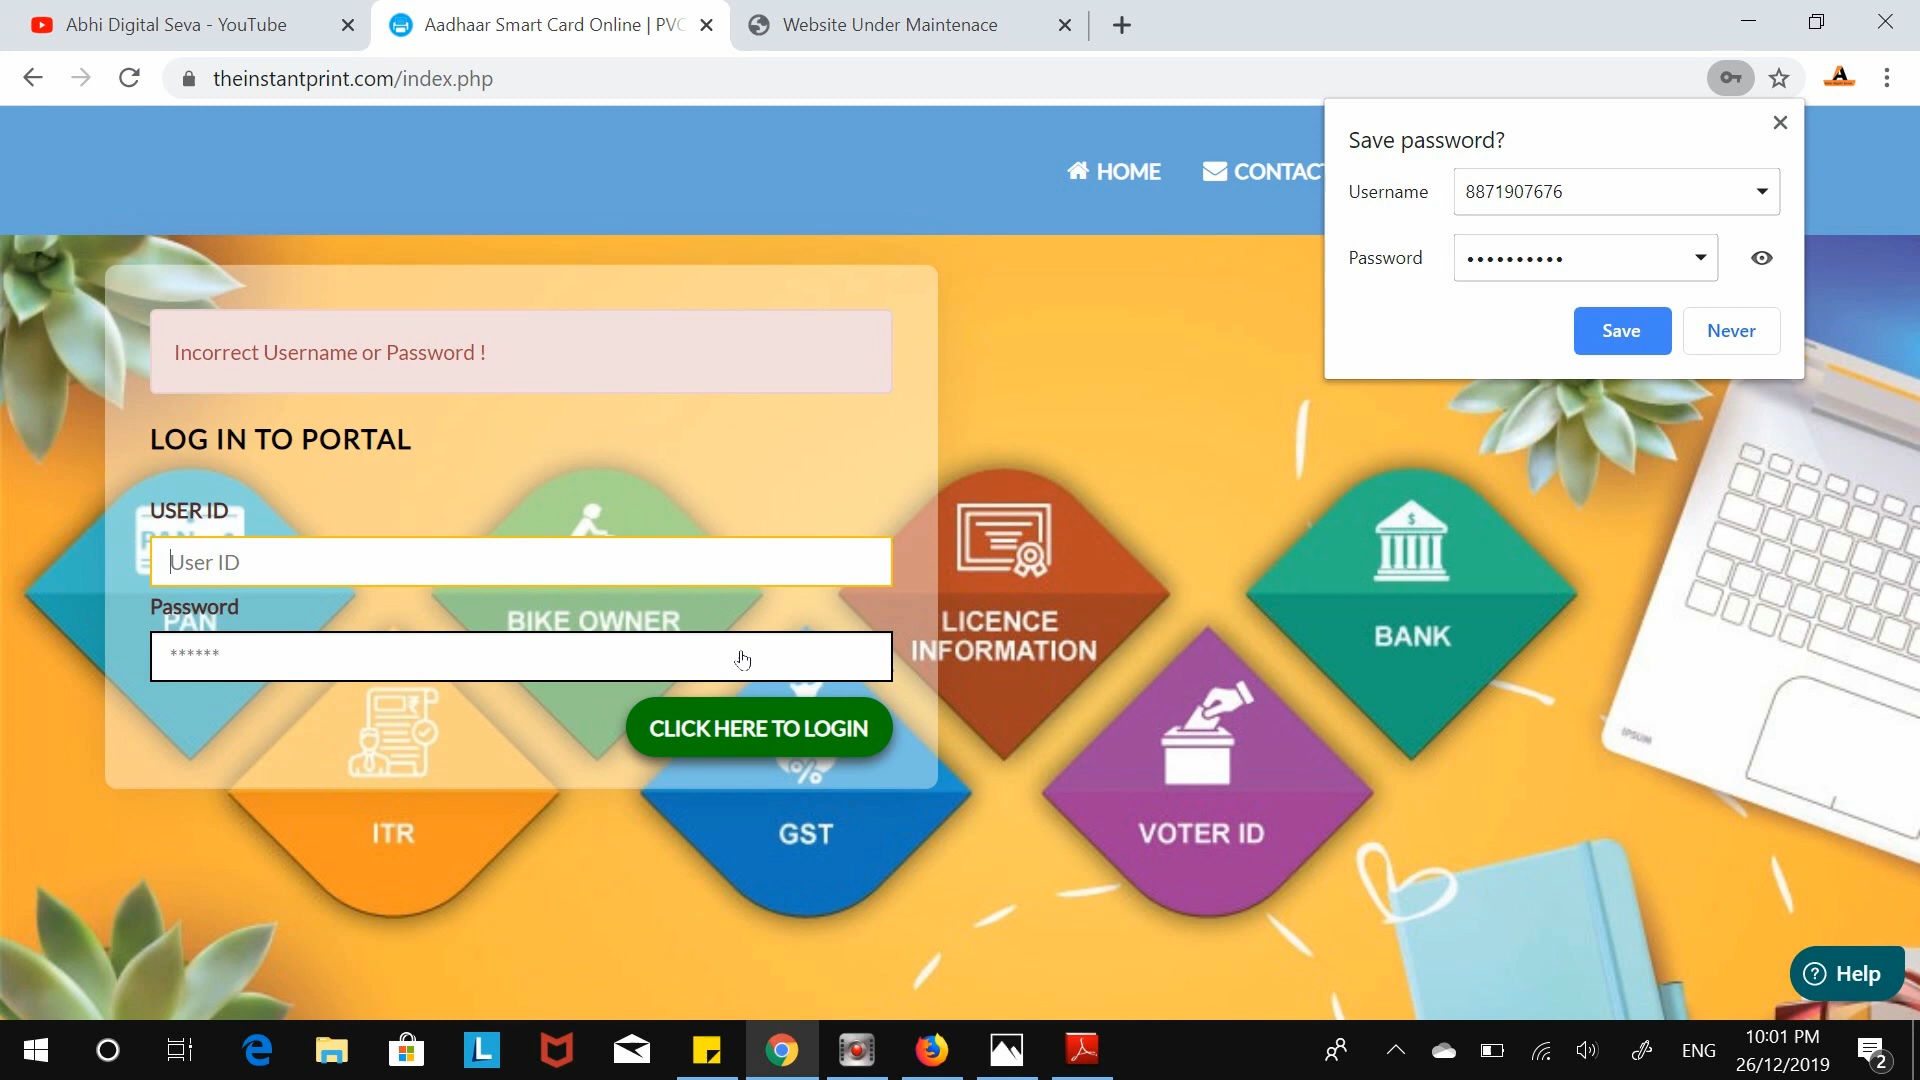 Abhi Digital Seva - YouTube
Aadhaar Smart Card Online | PVC
Website Under Maintenace
theinstantprint.com/index.php
HOME
CONTACT
Save password?
Username
8871907676
Password
••••••••••
Save
Never
Incorrect Username or Password !
LOG IN TO PORTAL
USER ID
User ID
Password
******
CLICK HERE TO LOGIN
PAN
BIKE OWNER
LICENCE
INFORMATION
BANK
ITR
GST
VOTER ID
IPSUM
Help
ENG
10:01 PM
26/12/2019
2